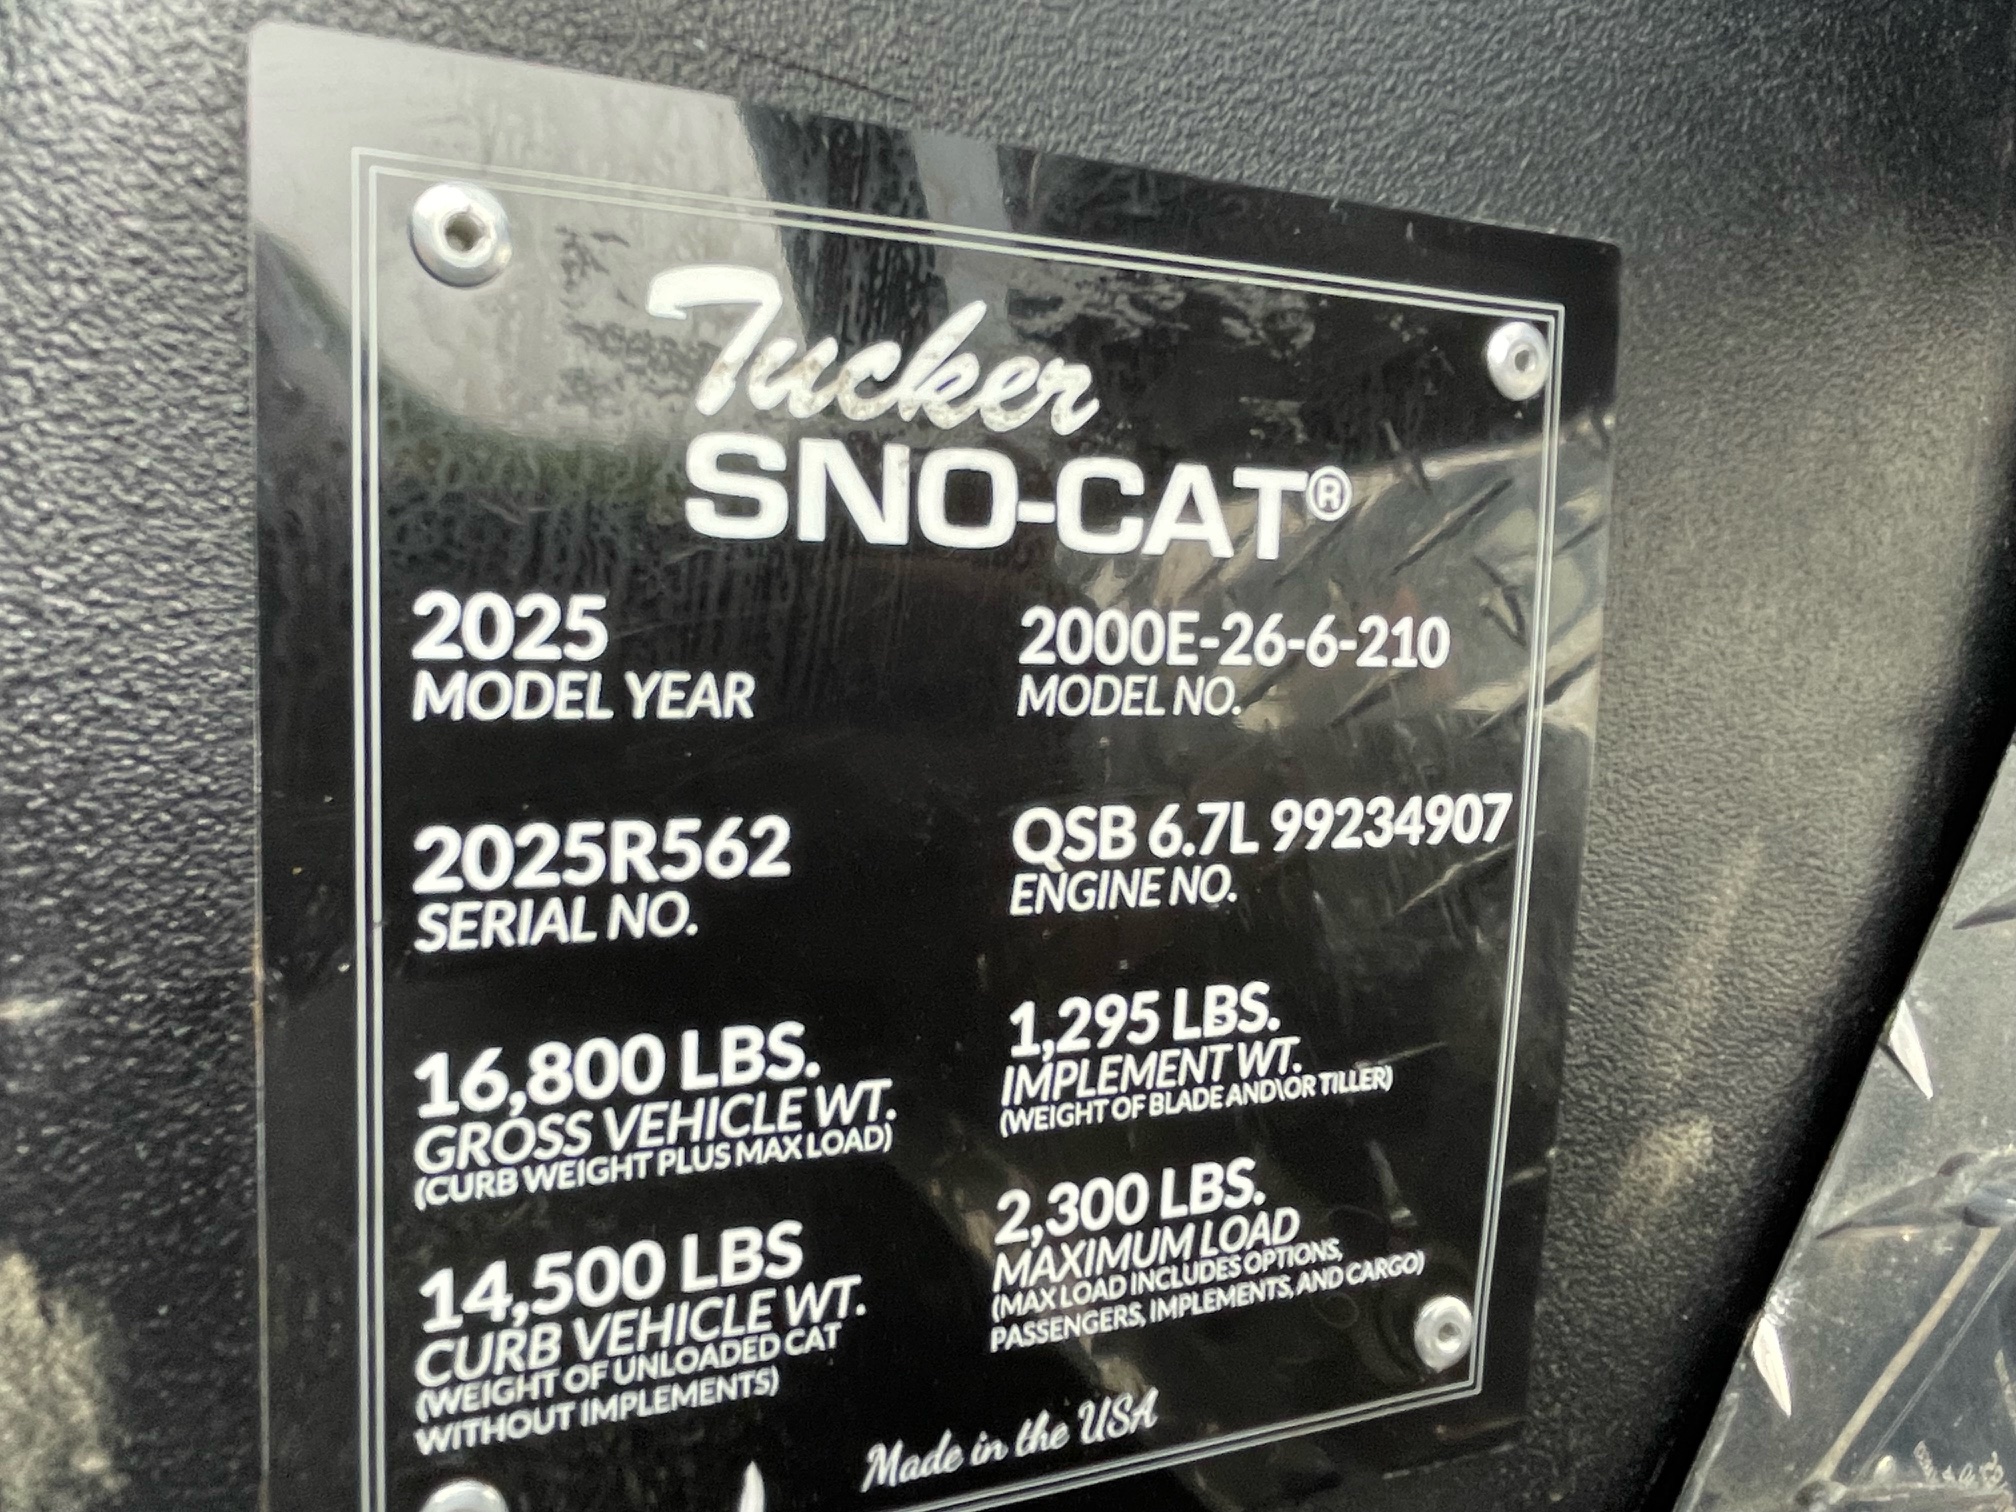 Tucker
SNO-CAT®
2025
MODEL YEAR
2000E-26-6-210
MODEL NO.
2025R562
SERIAL NO.
QSB 6.7L 99234907
ENGINE NO.
16,800 LBS.
GROSS VEHICLE WT.
(CURB WEIGHT PLUS MAX LOAD)
1,295 LBS.
IMPLEMENT WT.
(WEIGHT OF BLADE AND\OR TILLER)
14,500 LBS
CURB VEHICLE WT.
(WEIGHT OF UNLOADED CAT
WITHOUT IMPLEMENTS)
2,300 LBS.
MAXIMUM LOAD
(MAX LOAD INCLUDES OPTIONS,
PASSENGERS, IMPLEMENTS, AND CARGO)
Made in the USA